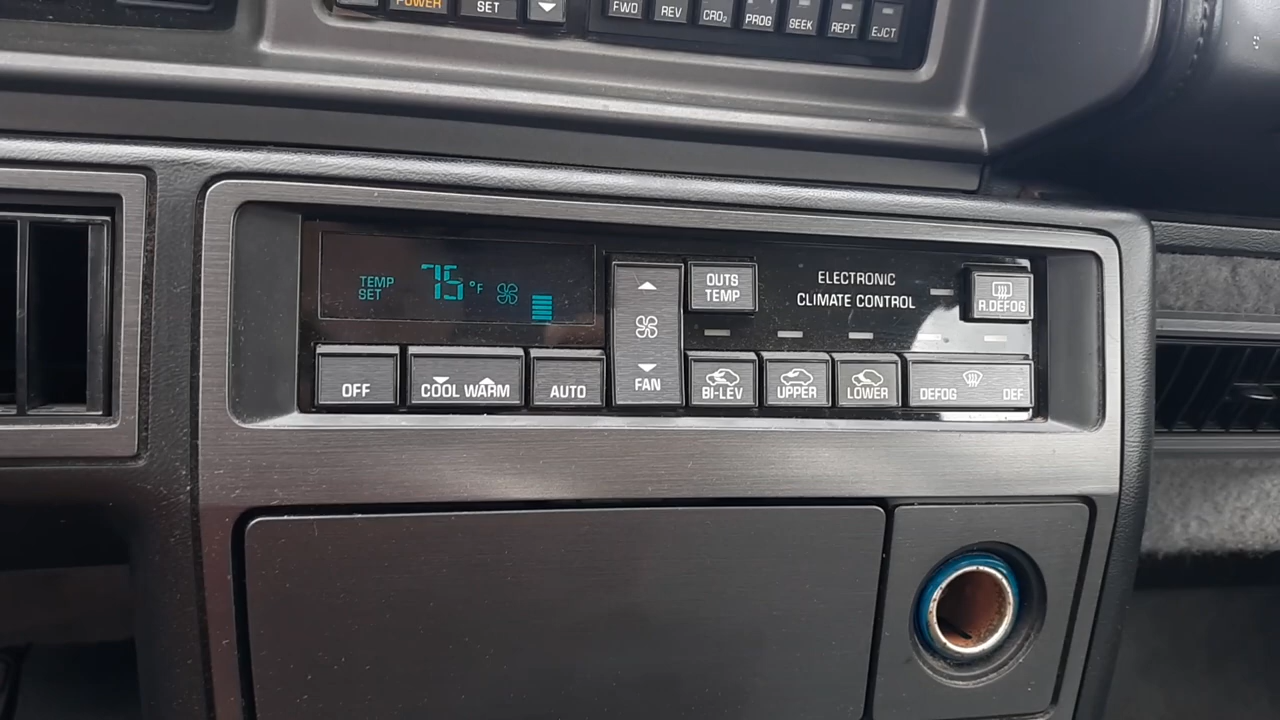 POWER
SET
FWD
REV
CRO₂
PROG
SEEK
REPT
EJCT
TEMP
SET
75°F
OUTS
TEMP
ELECTRONIC
CLIMATE CONTROL
R.DEFOG
OFF
COOL WARM
AUTO
FAN
BI-LEV
UPPER
LOWER
DEFOG
DEF